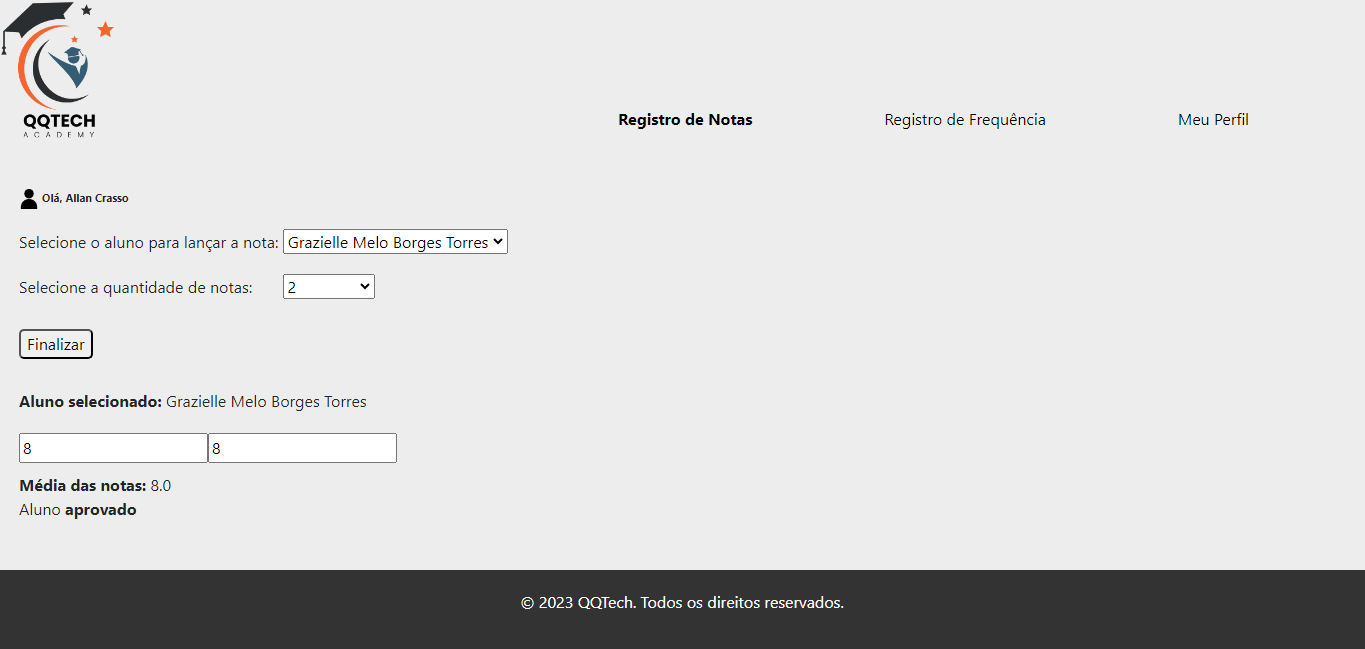 QQTECH
ACADEMY
Registro de Notas Registro de Frequência Meu Perfil
Olá, Allan Crasso
Selecione o aluno para lançar a nota: Grazielle Melo Borges Torres
Selecione a quantidade de notas: 2
Finalizar
Aluno selecionado: Grazielle Melo Borges Torres
8 8
Média das notas: 8.0
Aluno aprovado
© 2023 QQTech. Todos os direitos reservados.